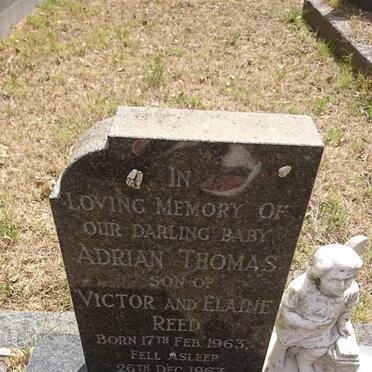 IN
LOVING MEMORY OF
OUR DARLING BABY
ADRIAN THOMAS
SON OF
VICTOR AND ELAINE
REED
BORN 17TH FEB. 1963.
FELL ASLEEP
26TH DEC. 1963.